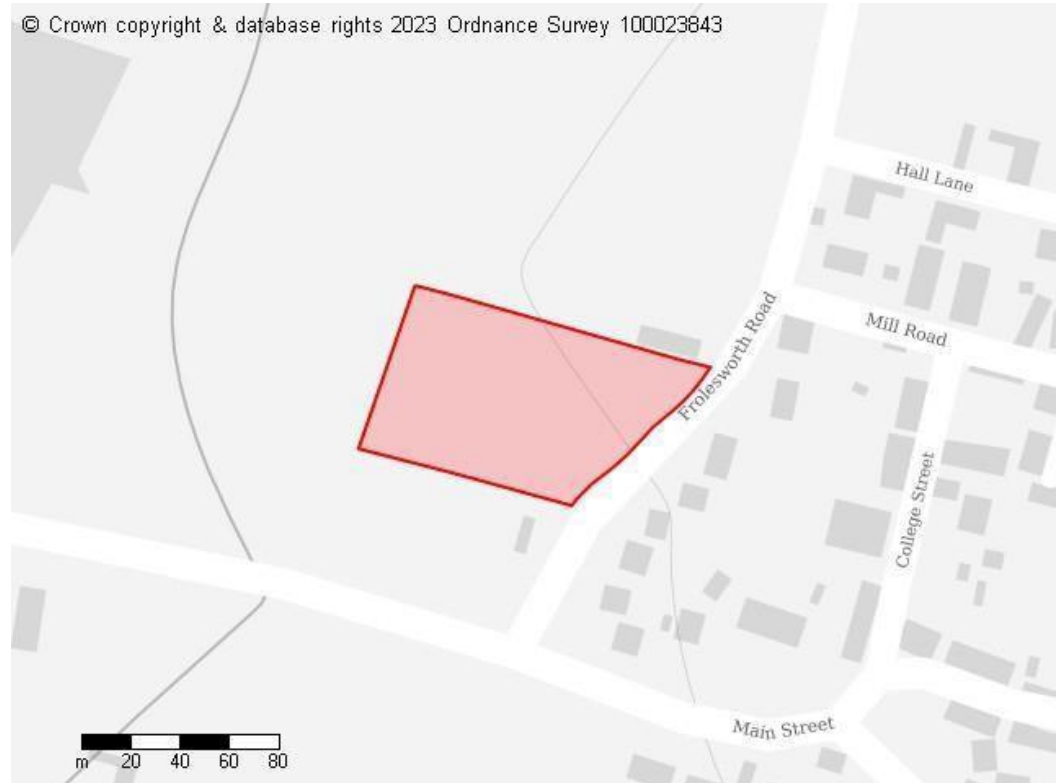 © Crown copyright & database rights 2023 Ordnance Survey 100023843
Hall Lane
Mill Road
Frolesworth Road
College Street
Main Street
m 20 40 60 80